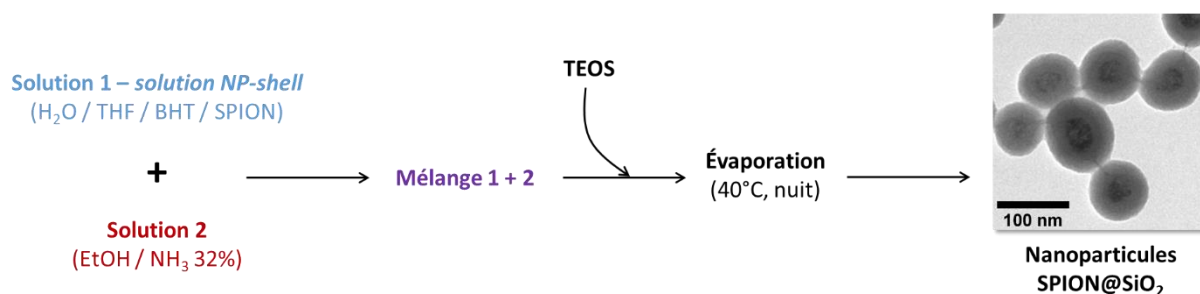 Solution 1 – solution NP-shell
(H₂O / THF / BHT / SPION)
+
Solution 2
(EtOH / NH₃ 32%)
Mélange 1 + 2
TEOS
Évaporation
(40°C, nuit)
100 nm
Nanoparticules
SPION@SiO₂